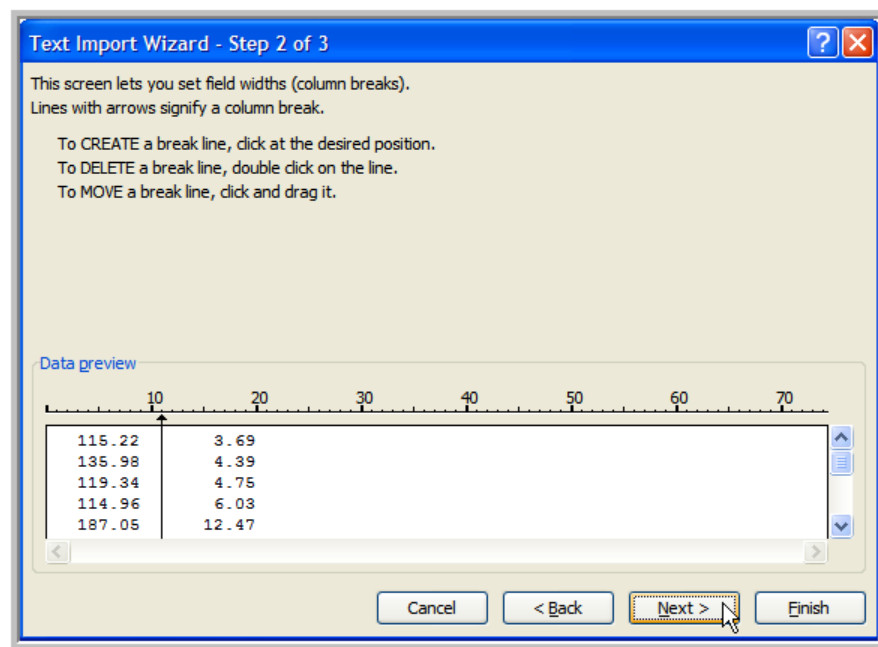 Text Import Wizard - Step 2 of 3
This screen lets you set field widths (column breaks).
Lines with arrows signify a column break.
To CREATE a break line, click at the desired position.
To DELETE a break line, double click on the line.
To MOVE a break line, click and drag it.
Data preview
10 20 30 40 50 60 70
115.22 3.69
135.98 4.39
119.34 4.75
114.96 6.03
187.05 12.47
Cancel < Back Next > Finish